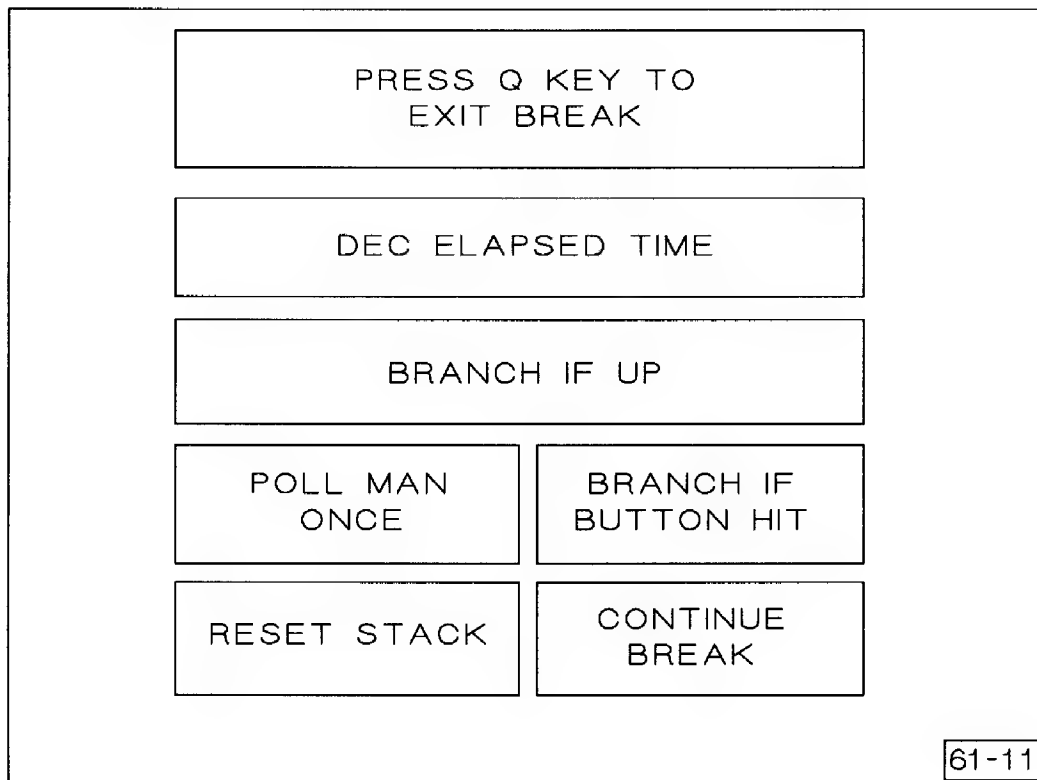 PRESS Q KEY TO
EXIT BREAK
DEC ELAPSED TIME
BRANCH IF UP
POLL MAN
ONCE
BRANCH IF
BUTTON HIT
RESET STACK
CONTINUE
BREAK
61-11